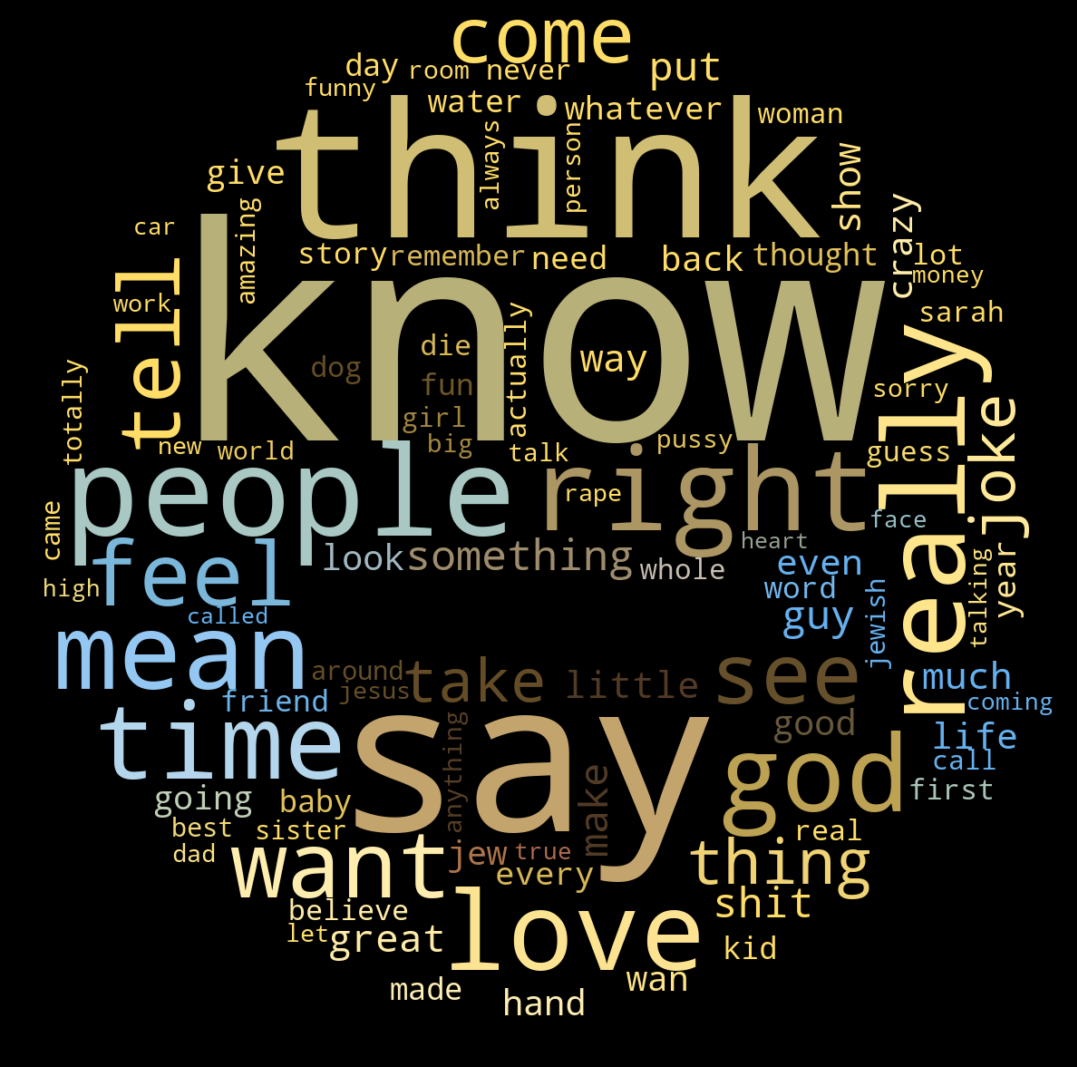 come
day room never put
funny
water whatever woman
think
always
person
show
give
crazy
car
amazing
story remember need back thought lot
money
tell
work
know
sarah
die
way
actually
dog
fun
sorry
totally
girl
big
new world
talk
pussy
guess
really
joke
people
right
rape
face
came
look something whole
heart
even
feel
high
called
word
guy
jewish
talking
year
mean
around
jesus
take little see
much
friend
coming
time
say
anything
good
life
call
god
going baby
make
first
best sister
real
dad
want
jew true
every
thing
believe
shit
let great
love
kid
wan
made
hand